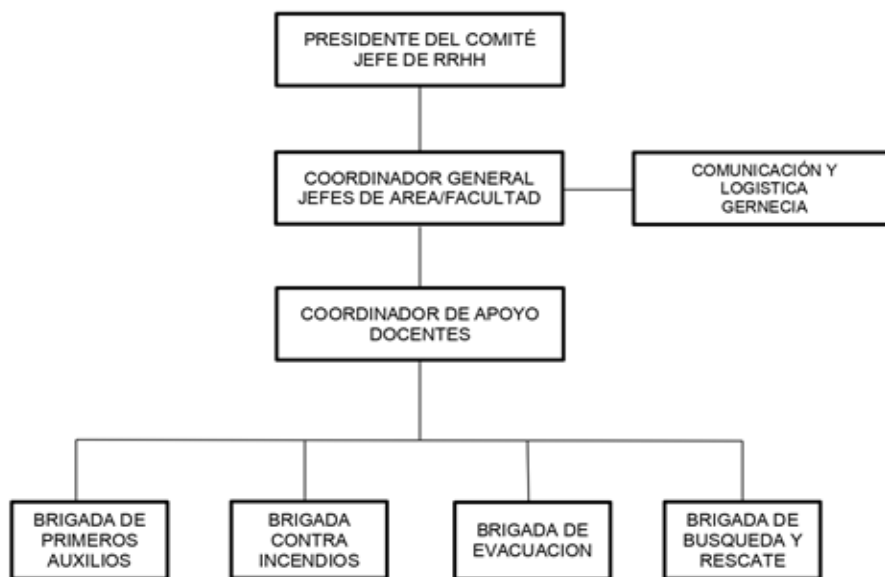 PRESIDENTE DEL COMITÉ
JEFE DE RRHH
COORDINADOR GENERAL
JEFES DE AREA/FACULTAD
COMUNICACIÓN Y
LOGISTICA
GERNECIA
COORDINADOR DE APOYO
DOCENTES
BRIGADA DE
PRIMEROS
AUXILIOS
BRIGADA
CONTRA
INCENDIOS
BRIGADA DE
EVACUACION
BRIGADA DE
BUSQUEDA Y
RESCATE